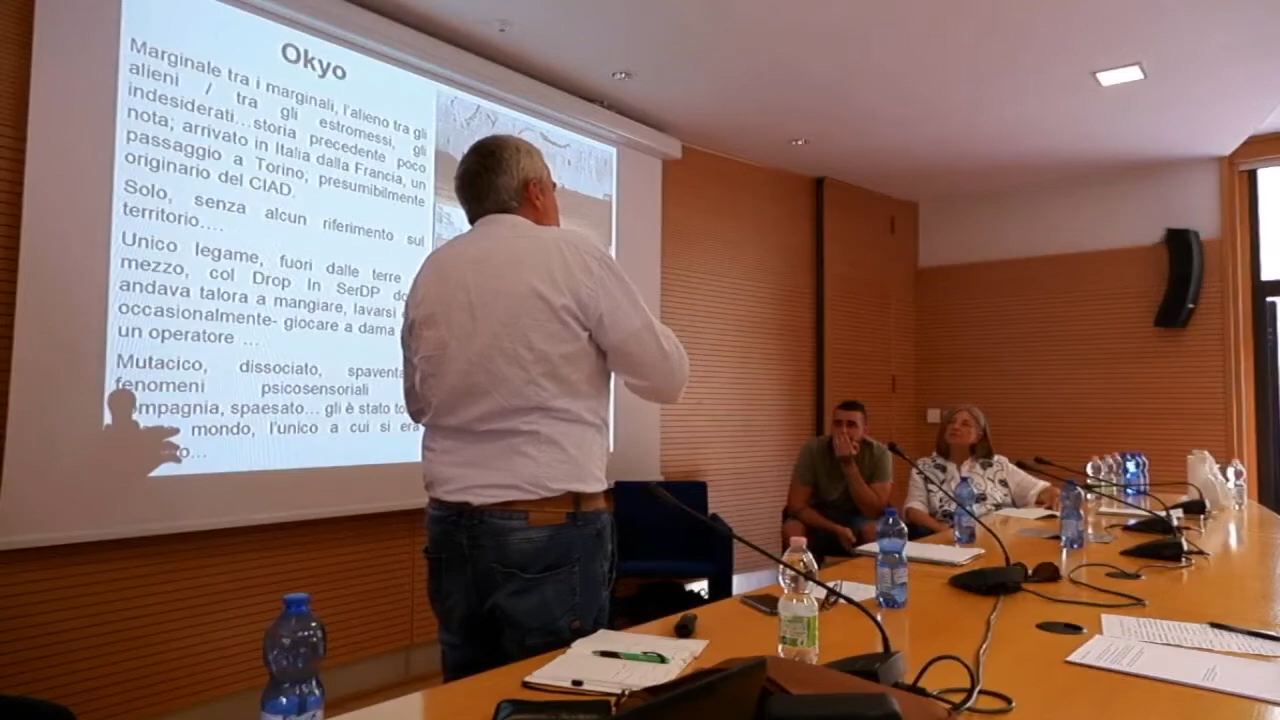 Okyo
Marginale tra i marginali, l'alieno tra gli
alieni / tra gli estromessi, gli
indesiderati...storia precedente poco
nota; arrivato in Italia dalla Francia, un
passaggio a Torino; presumibilmente
originario del CIAD.
Solo, senza alcun riferimento sul
territorio....
Unico legame, fuori dalle terre
mezzo, col Drop In SerDP
andava talora a mangiare, lavarsi
occasionalmente- giocare a dama
un operatore ...
Mutacico, dissociato,
fenomeni psicosensoriali
spaesato... gli è stato
mondo, l'unico a cui si era